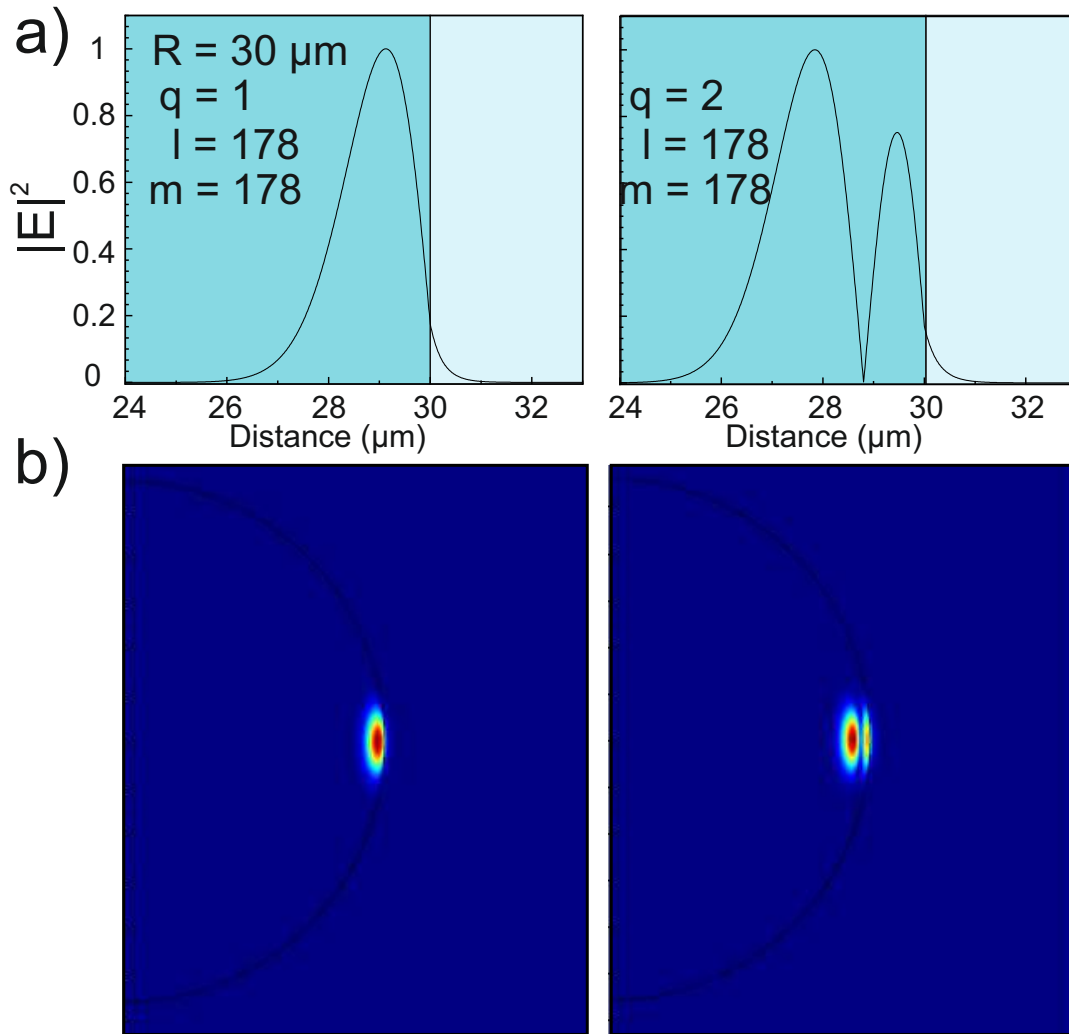 a)
|E|²
1
0.8
0.6
0.4
0.2
0
R = 30 μm
q = 1
l = 178
m = 178
24 26 28 30 32
Distance (μm)
q = 2
l = 178
m = 178
24 26 28 30 32
Distance (μm)
b)